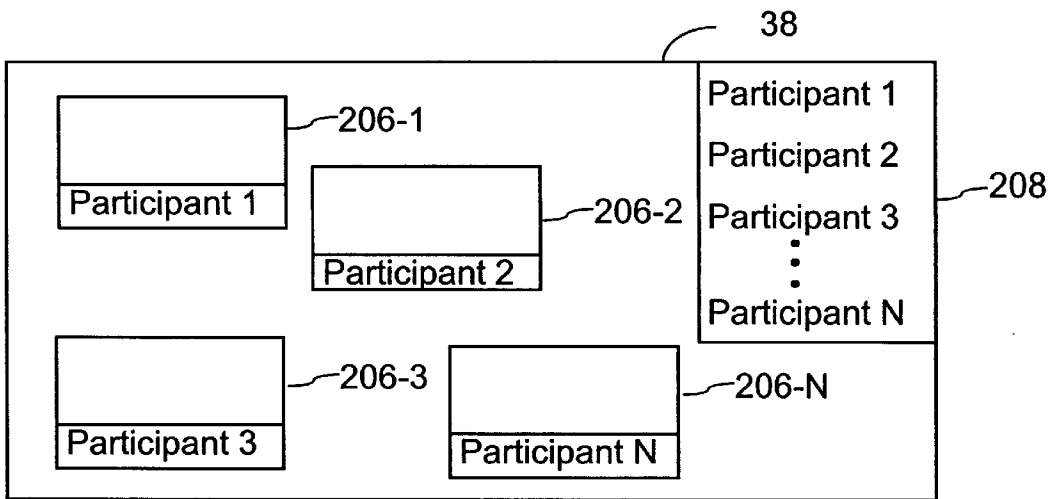 38
Participant 1
206-1
Participant 1
Participant 2
206-2
208
Participant 3
Participant 2
Participant N
206-3
206-N
Participant 3
Participant N